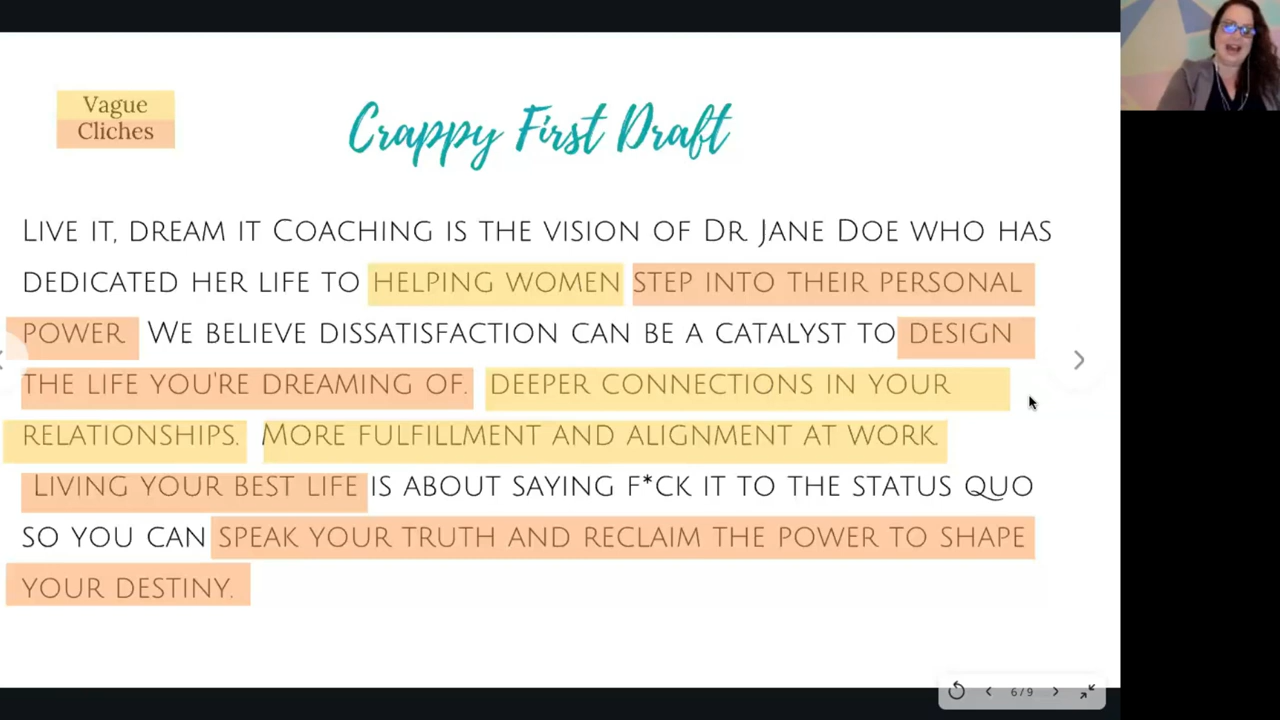 Vague
Cliches
Crappy First Draft
Live it, dream it Coaching is the vision of Dr Jane Doe who has
dedicated her life to helping women step into their personal
power We believe dissatisfaction can be a catalyst to design
the life you're dreaming of. deeper connections in your
relationships. More fulfillment and alignment at work.
Living your best life is about saying f*ck it to the status quo
so you can speak your truth and reclaim the power to shape
your destiny.
6/9